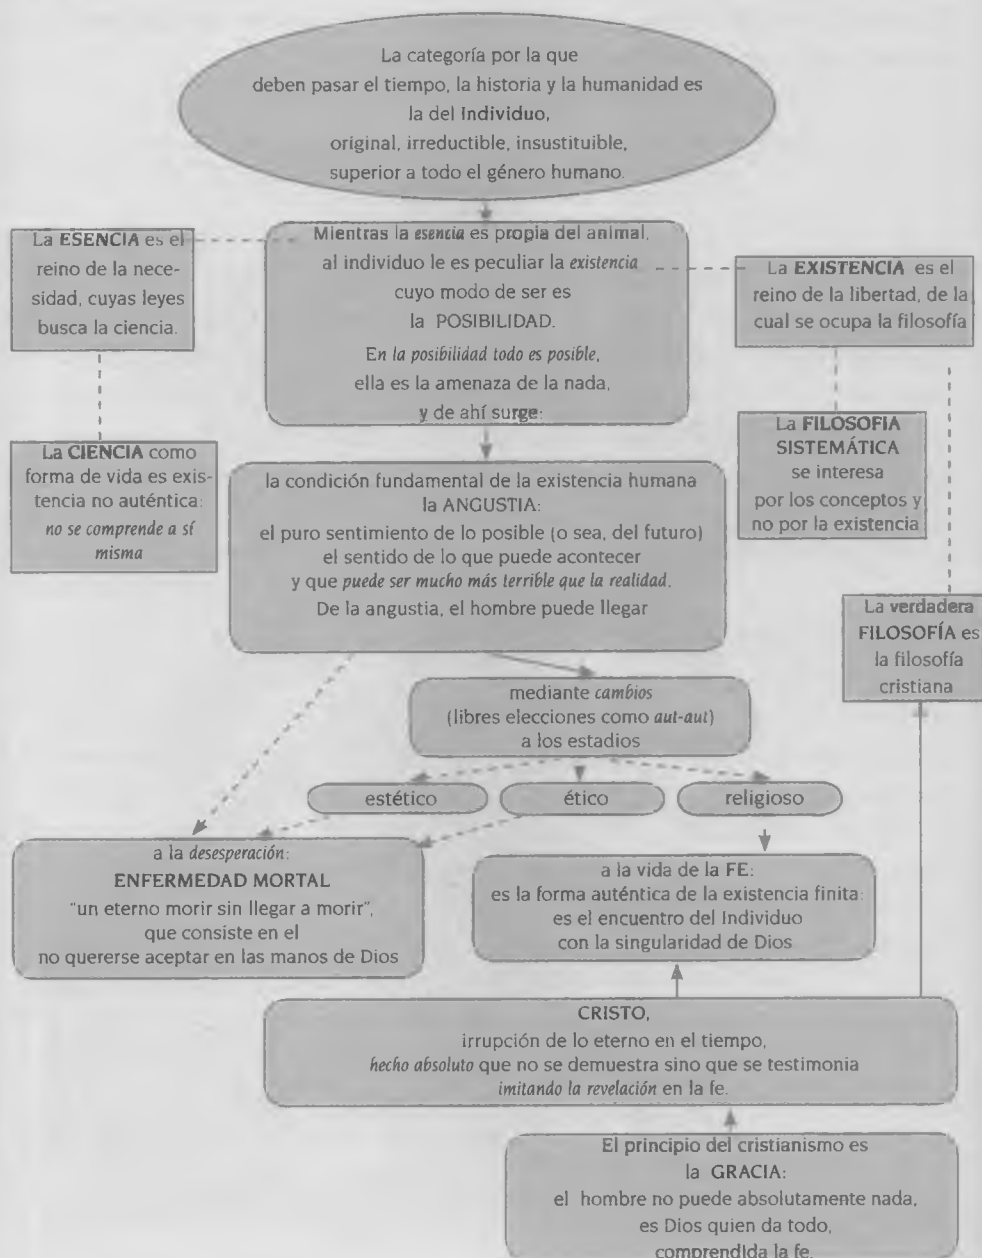 La categoría por la que
deben pasar el tiempo, la historia y la humanidad es
la del Individuo,
original, irreductible, insustituible,
superior a todo el género humano.
La ESENCIA es el
reino de la nece-
sidad, cuyas leyes
busca la ciencia.
Mientras la esencia es propia del animal,
al individuo le es peculiar la existencia
cuyo modo de ser es
la POSIBILIDAD.
En la posibilidad todo es posible,
ella es la amenaza de la nada,
y de ahí surge:
La EXISTENCIA es el
reino de la libertad, de la
cual se ocupa la filosofía
La CIENCIA como
forma de vida es exis-
tencia no auténtica:
no se comprende a sí
misma
la condición fundamental de la existencia humana
la ANGUSTIA:
el puro sentimiento de lo posible (o sea, del futuro)
el sentido de lo que puede acontecer
y que puede ser mucho más terrible que la realidad.
De la angustia, el hombre puede llegar
La FILOSOFIA
SISTEMÁTICA
se interesa
por los conceptos y
no por la existencia
La verdadera
FILOSOFÍA es
la filosofía
cristiana
mediante cambios
(libres elecciones como aut-aut)
a los estadios
estético
ético
religioso
a la desesperación:
ENFERMEDAD MORTAL
"un eterno morir sin llegar a morir",
que consiste en el
no quererse aceptar en las manos de Dios
a la vida de la FE:
es la forma auténtica de la existencia finita:
es el encuentro del Individuo
con la singularidad de Dios
CRISTO,
irrupción de lo eterno en el tiempo,
hecho absoluto que no se demuestra sino que se testimonia
imitando la revelación en la fe.
El principio del cristianismo es
la GRACIA:
el hombre no puede absolutamente nada,
es Dios quien da todo,
comprendida la fe.